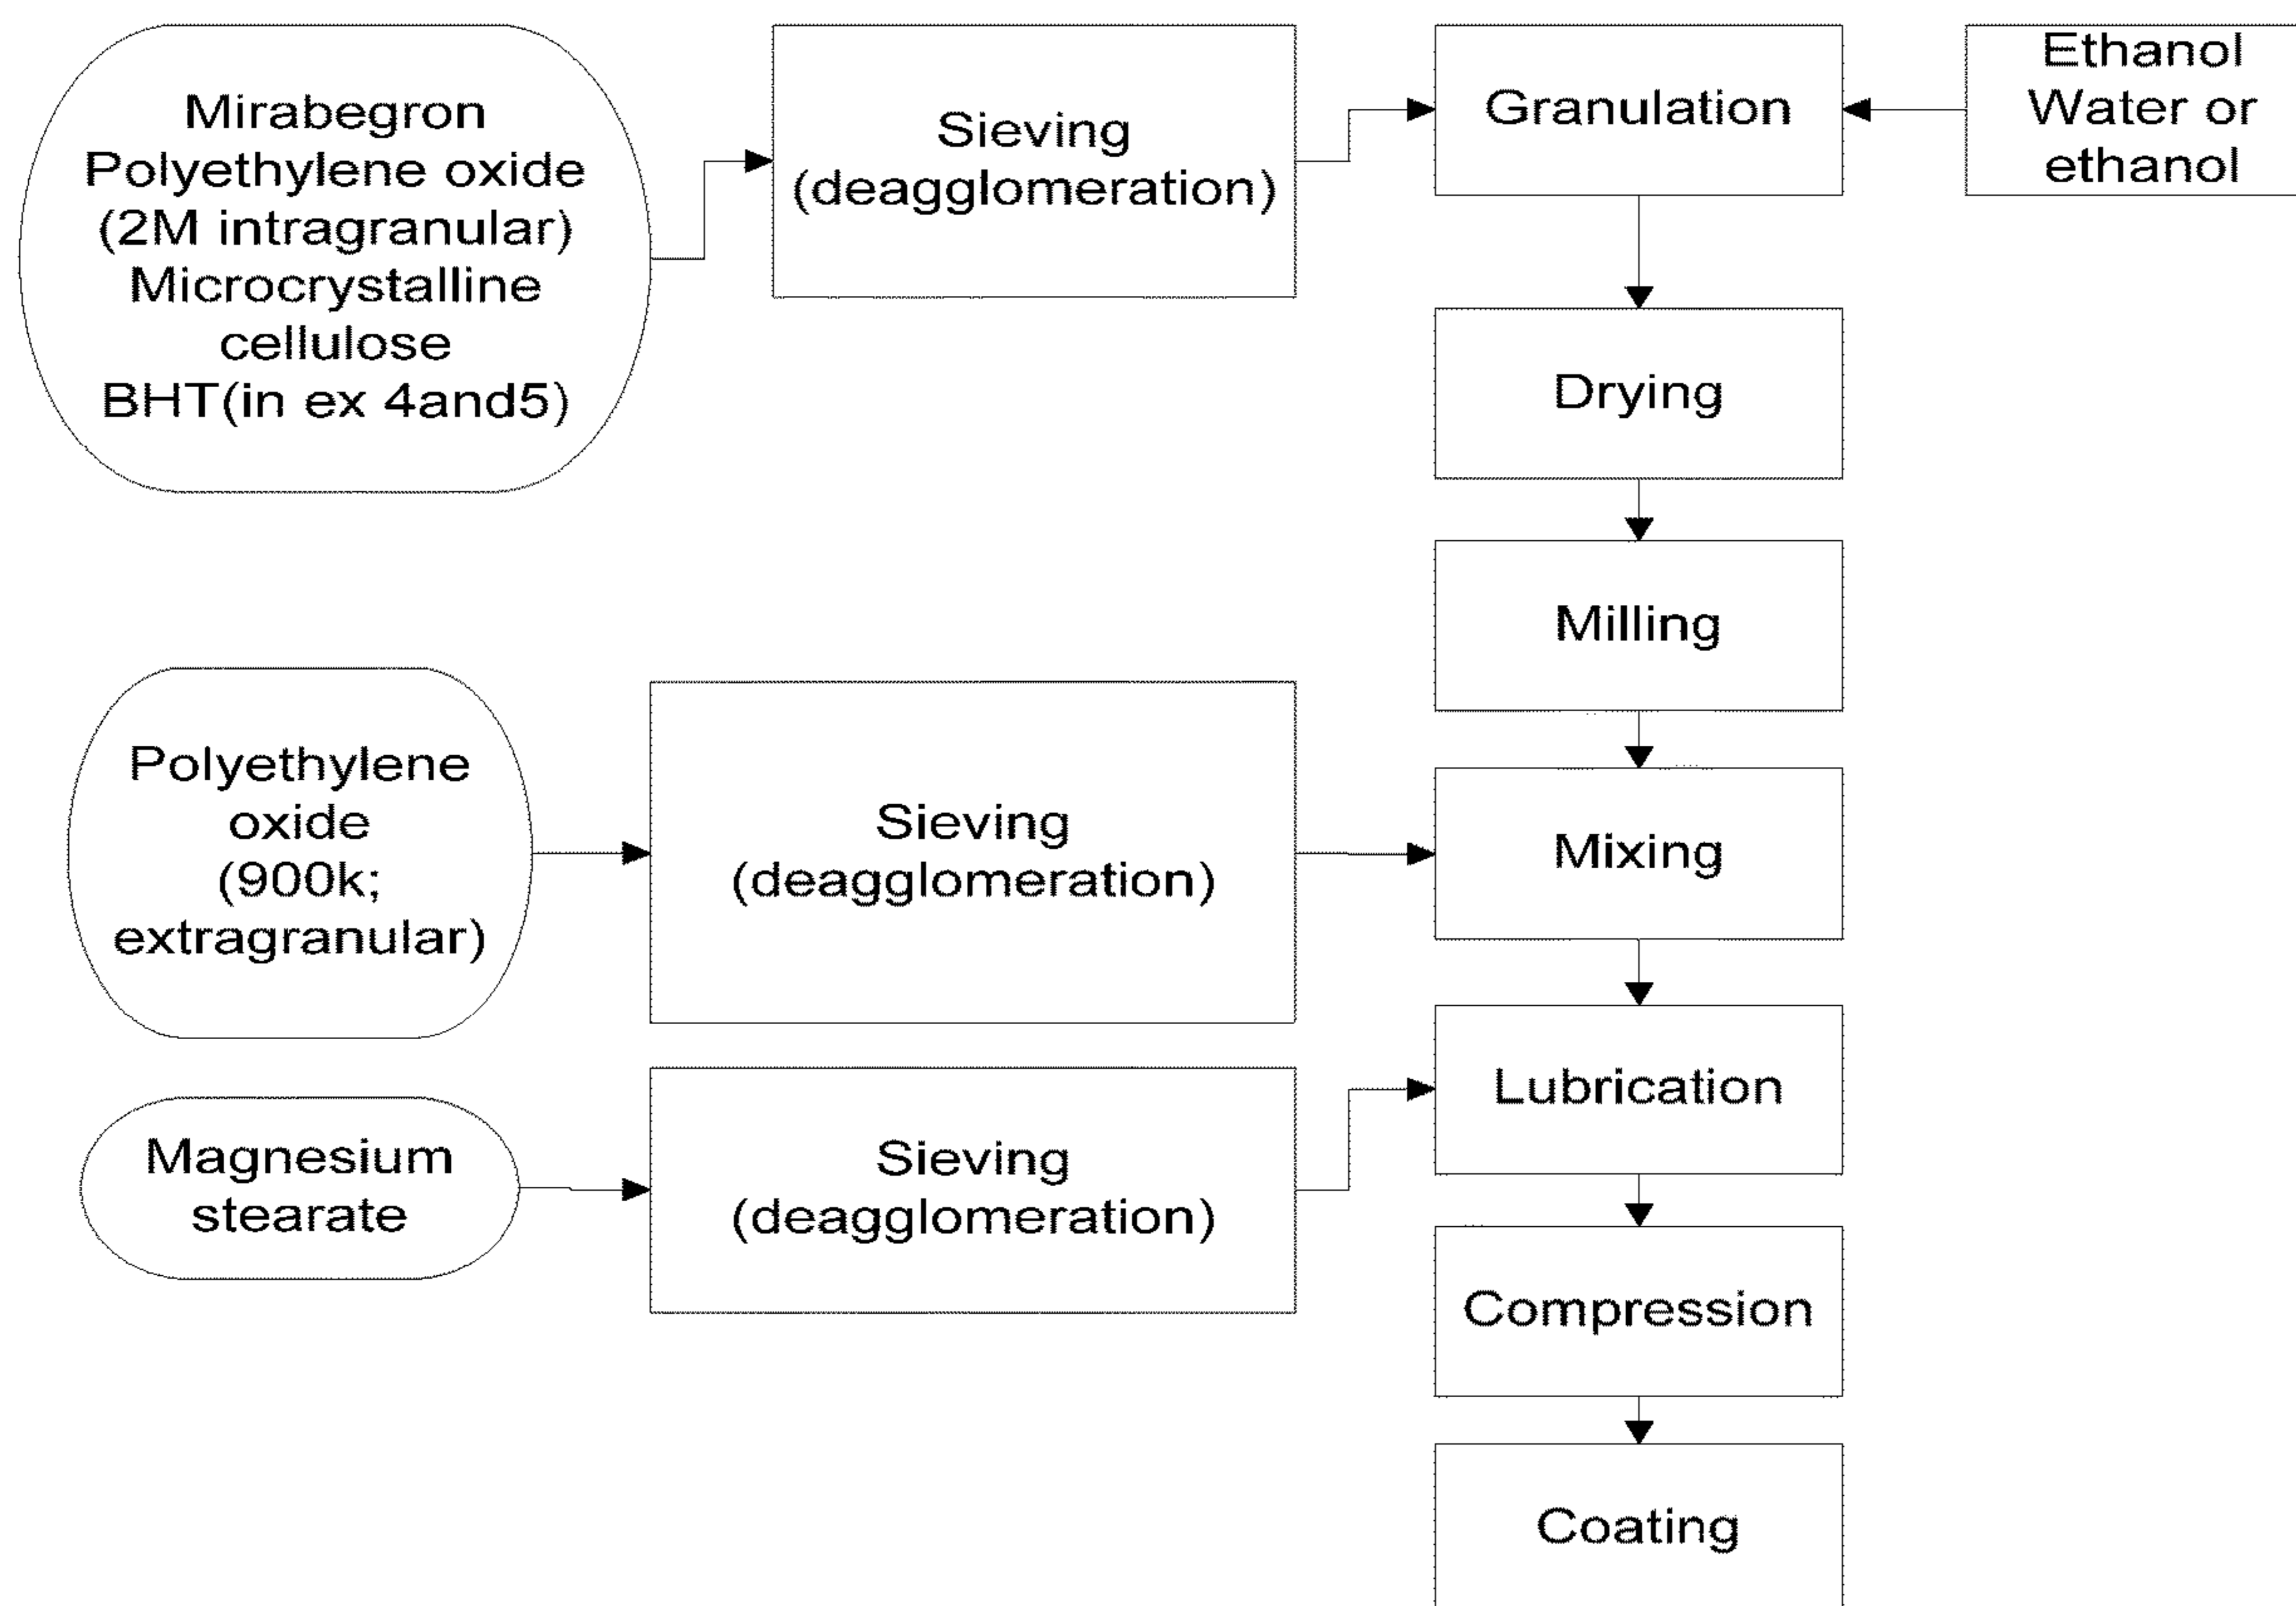 Mirabegron
Polyethylene oxide
(2M intragranular)
Microcrystalline
cellulose
BHT(in ex 4and5)
Sieving
(deagglomeration)
Granulation
Ethanol
Water or
ethanol
Drying
Milling
Polyethylene
oxide
(900k;
extragranular)
Sieving
(deagglomeration)
Mixing
Magnesium
stearate
Sieving
(deagglomeration)
Lubrication
Compression
Coating